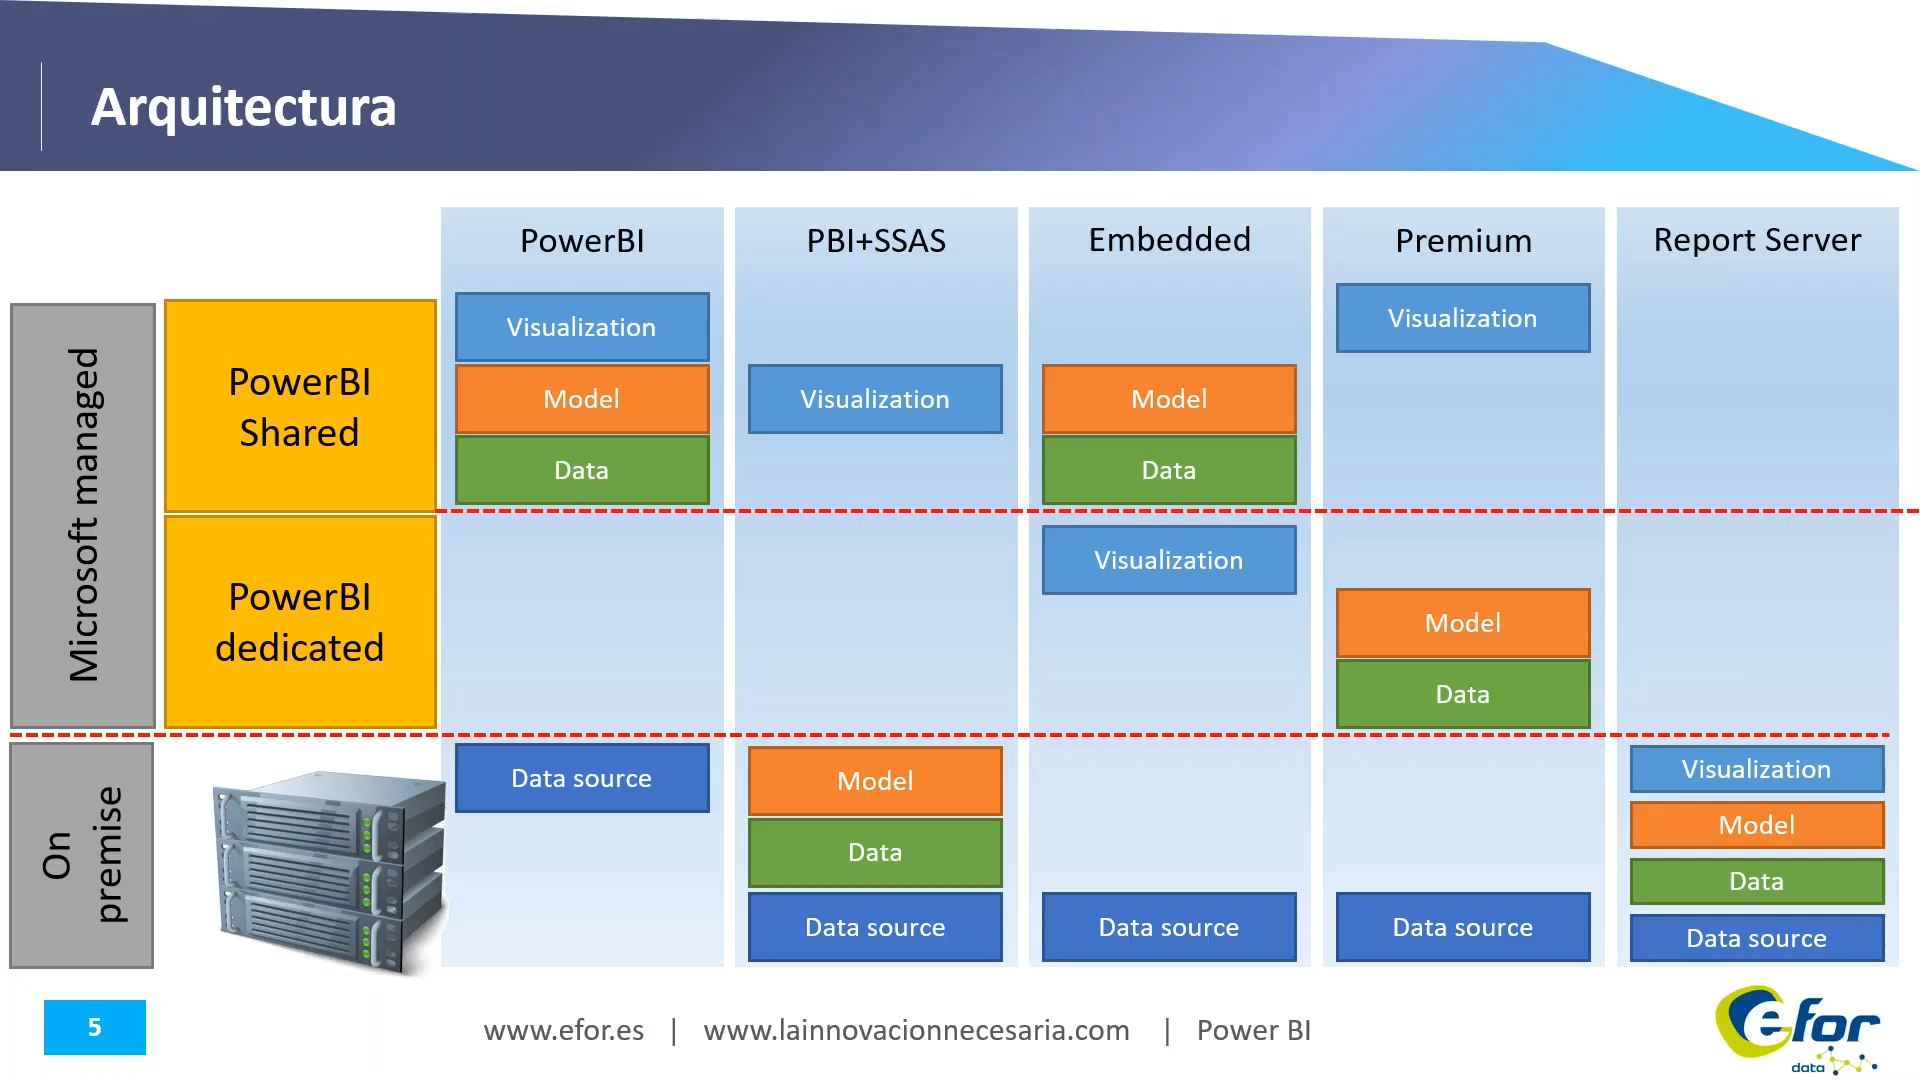 Arquitectura
PowerBI
PBI+SSAS
Embedded
Premium
Report Server
Microsoft managed
PowerBI
Shared
Visualization
Model
Data
Visualization
Model
Data
Visualization
PowerBI
dedicated
Visualization
Model
Data
On
premise
Data source
Model
Data
Data source
Data source
Data source
Visualization
Model
Data
Data source
5
www.efor.es | www.lainnovacionnecesaria.com | Power BI
efor
data